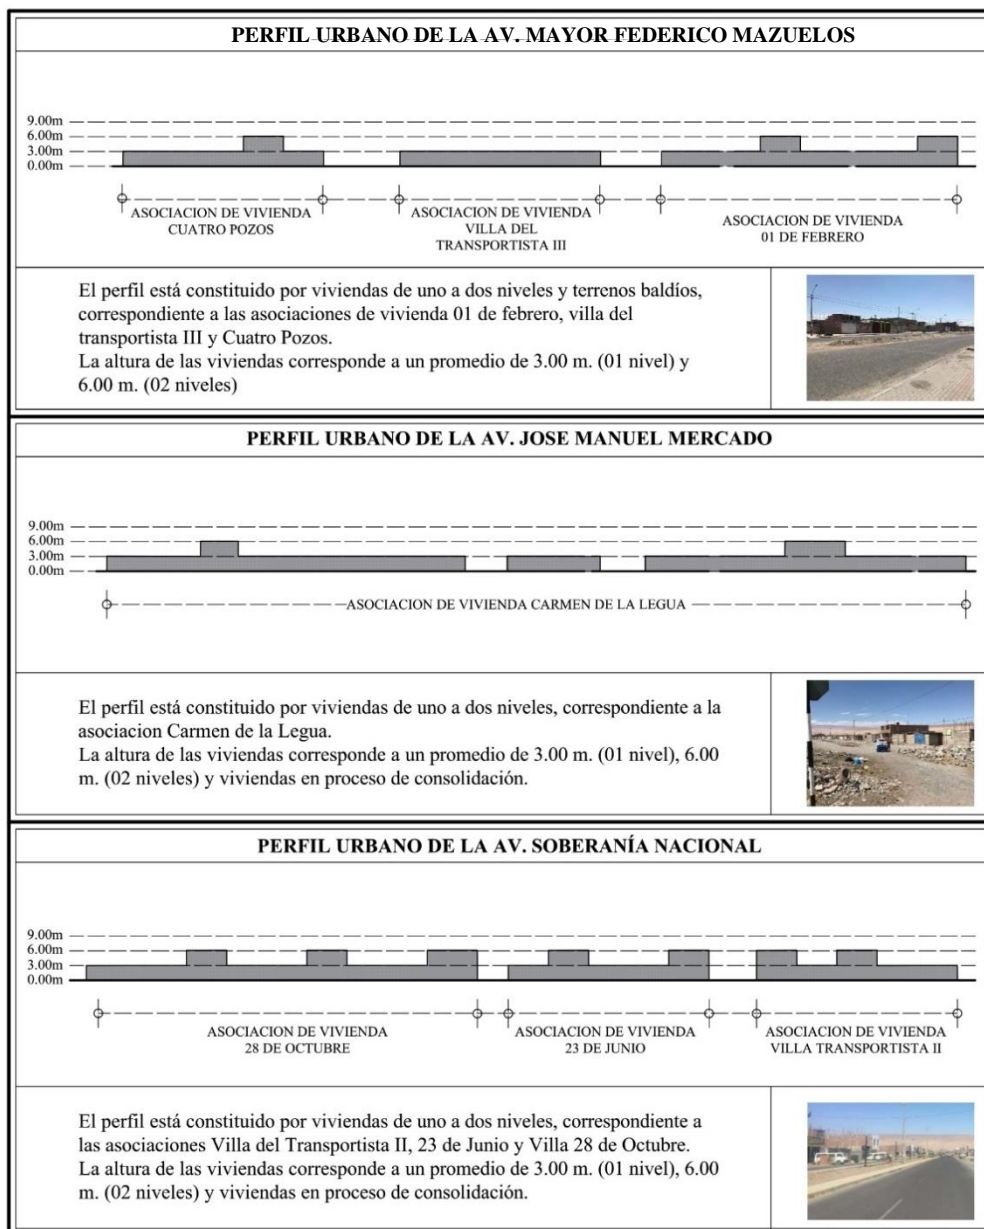 PERFIL URBANO DE LA AV. MAYOR FEDERICO MAZUELOS
9.00m
6.00m
3.00m
0.00m
ASOCIACION DE VIVIENDA
CUATRO POZOS
ASOCIACION DE VIVIENDA
VILLA DEL
TRANSPORTISTA III
ASOCIACION DE VIVIENDA
01 DE FEBRERO
El perfil está constituido por viviendas de uno a dos niveles y terrenos baldíos,
correspondiente a las asociaciones de vivienda 01 de febrero, villa del
transportista III y Cuatro Pozos.
La altura de las viviendas corresponde a un promedio de 3.00 m. (01 nivel) y
6.00 m. (02 niveles)
PERFIL URBANO DE LA AV. JOSE MANUEL MERCADO
9.00m
6.00m
3.00m
0.00m
ASOCIACION DE VIVIENDA CARMEN DE LA LEGUA
El perfil está constituido por viviendas de uno a dos niveles, correspondiente a la
asociacion Carmen de la Legua.
La altura de las viviendas corresponde a un promedio de 3.00 m. (01 nivel), 6.00
m. (02 niveles) y viviendas en proceso de consolidación.
PERFIL URBANO DE LA AV. SOBERANÍA NACIONAL
9.00m
6.00m
3.00m
0.00m
ASOCIACION DE VIVIENDA
28 DE OCTUBRE
ASOCIACION DE VIVIENDA
23 DE JUNIO
ASOCIACION DE VIVIENDA
VILLA TRANSPORTISTA II
El perfil está constituido por viviendas de uno a dos niveles, correspondiente a
las asociaciones Villa del Transportista II, 23 de Junio y Villa 28 de Octubre.
La altura de las viviendas corresponde a un promedio de 3.00 m. (01 nivel), 6.00
m. (02 niveles) y viviendas en proceso de consolidación.